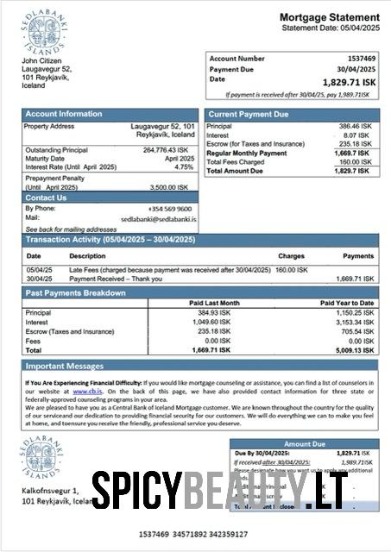 SEÐLABANKI
ÍSLANDS
Mortgage Statement
Statement Date: 05/04/2025
John Citizen
Laugavegur 52,
101 Reykjavík,
Iceland
Account Number 1537469
Payment Due 30/04/2025
Date 1,829.71 ISK
If payment is received after 30/04/25, pay 1,989.71ISK
Account Information
Property Address Laugavegur 52, 101
Reykjavík, Iceland
Outstanding Principal 264,776.43 ISK
Maturity Date April 2025
Interest Rate (Until April 2025) 4.75%
Prepayment Penalty
(Until April 2025) 3,500.00 ISK
Contact Us
By Phone: +354 569 9600
Mail: sedlabanki@sedlabanki.is
See back for mailing addresses
Current Payment Due
Principal 386.46 ISK
Interest 8.07 ISK
Escrow (for Taxes and Insurance) 235.18 ISK
Regular Monthly Payment 1,669.7 ISK
Total Fees Charged 160.00 ISK
Total Amount Due 1,829.7 ISK
Transaction Activity (05/04/2025 – 30/04/2025)
Date Description Charges Payments
05/04/25 Late Fees (charged because payment was received after 30/04/2025) 160.00 ISK
30/04/25 Payment Received – Thank you 1,669.71 ISK
Past Payments Breakdown
Paid Last Month Paid Year to Date
Principal 384.93 ISK 1,150.25 ISK
Interest 1,049.60 ISK 3,153.34 ISK
Escrow (Taxes and Insurance) 235.18 ISK 705.54 ISK
Fees 0.00 ISK 0.00 ISK
Total 1,669.71 ISK 5,009.13 ISK
Important Messages
If You Are Experiencing Financial Difficulty: If you would like mortgage counseling or assistance, you can find a list of counselors in
our website at www.cb.is. On the back of this page, we have also provided contact information for three state or
federally-approved counseling programs in your area.
We are pleased to have you as a Central Bank of Iceland Mortgage customer. We are known throughout the country for the quality
of our service and our dedication to providing financial security for our customers. We will do everything we can to make you feel
at home, and to ensure you receive the friendly, professional service you deserve.
SEÐLABANKI
ÍSLANDS
Kalkofnsvegur 1,
101 Reykjavík,
Amount Due
Due By 30/04/2025: 1,829.71 ISK
If received after 30/04/2025: 1,989.71ISK
Please designate how you want us to apply any additional
SPICYBEAUTY.LT
1537469 34571892 342359127